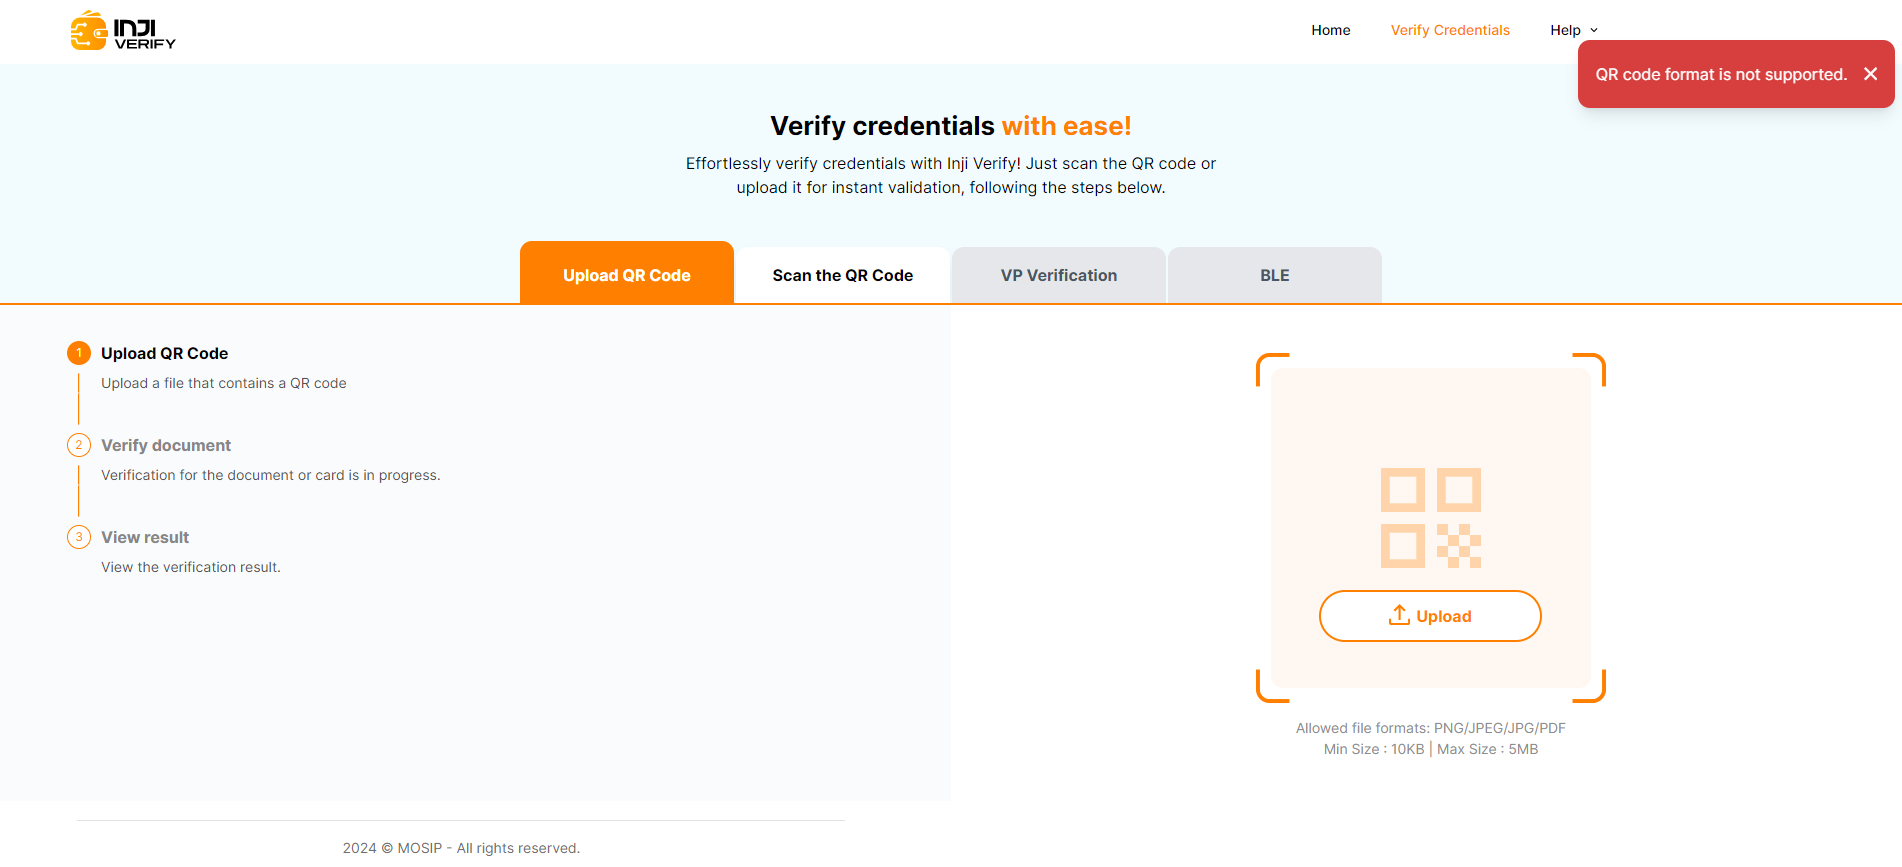 INJI
VERIFY
Home
Verify Credentials
Help
QR code format is not supported.
Verify credentials with ease!
Effortlessly verify credentials with Inji Verify! Just scan the QR code or
upload it for instant validation, following the steps below.
Upload QR Code
Scan the QR Code
VP Verification
BLE
1
Upload QR Code
Upload a file that contains a QR code
2
Verify document
Verification for the document or card is in progress.
3
View result
View the verification result.
Upload
Allowed file formats: PNG/JPEG/JPG/PDF
Min Size : 10KB | Max Size : 5MB
2024 © MOSIP - All rights reserved.